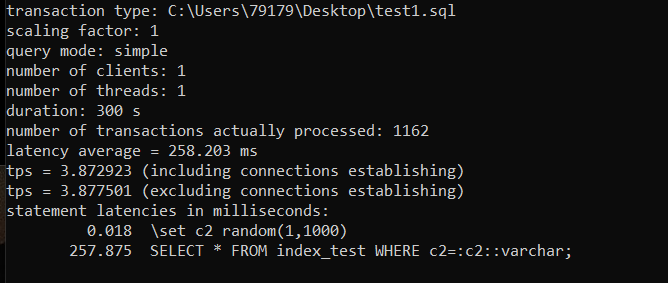 transaction type: C:\Users\79179\Desktop\test1.sql
scaling factor: 1
query mode: simple
number of clients: 1
number of threads: 1
duration: 300 s
number of transactions actually processed: 1162
latency average = 258.203 ms
tps = 3.872923 (including connections establishing)
tps = 3.877501 (excluding connections establishing)
statement latencies in milliseconds:
0.018  \set c2 random(1,1000)
257.875  SELECT * FROM index_test WHERE c2=:c2::varchar;